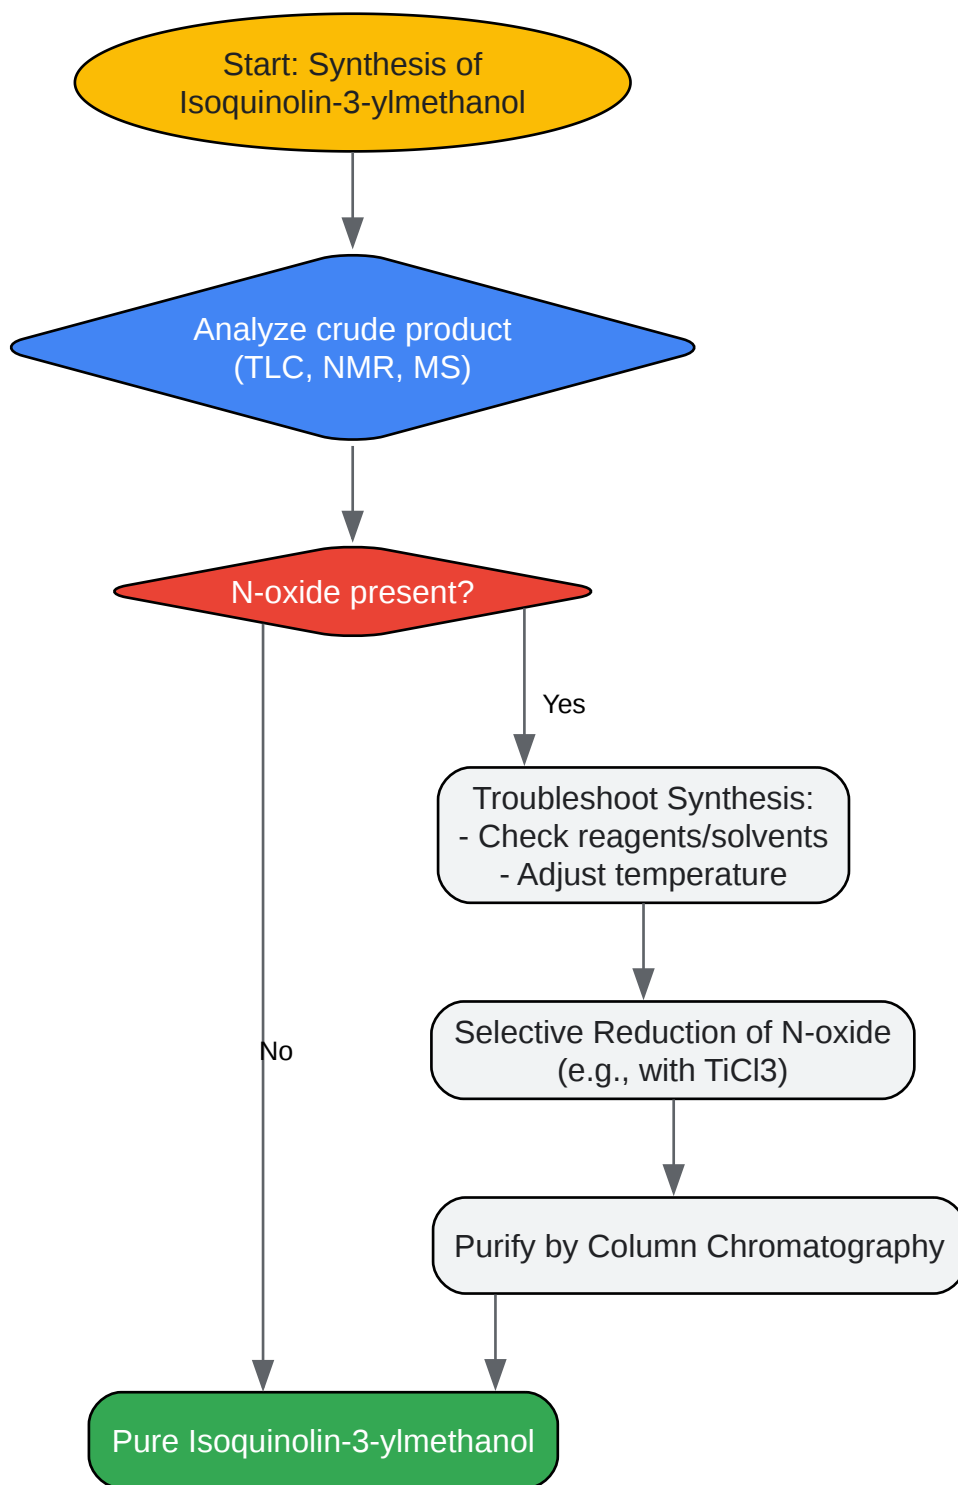 Start: Synthesis of
Isoquinolin-3-ylmethanol
Analyze crude product
(TLC, NMR, MS)
N-oxide present?
Yes
Troubleshoot Synthesis:
- Check reagents/solvents
- Adjust temperature
Selective Reduction of N-oxide
(e.g., with TiCl3)
No
Purify by Column Chromatography
Pure Isoquinolin-3-ylmethanol